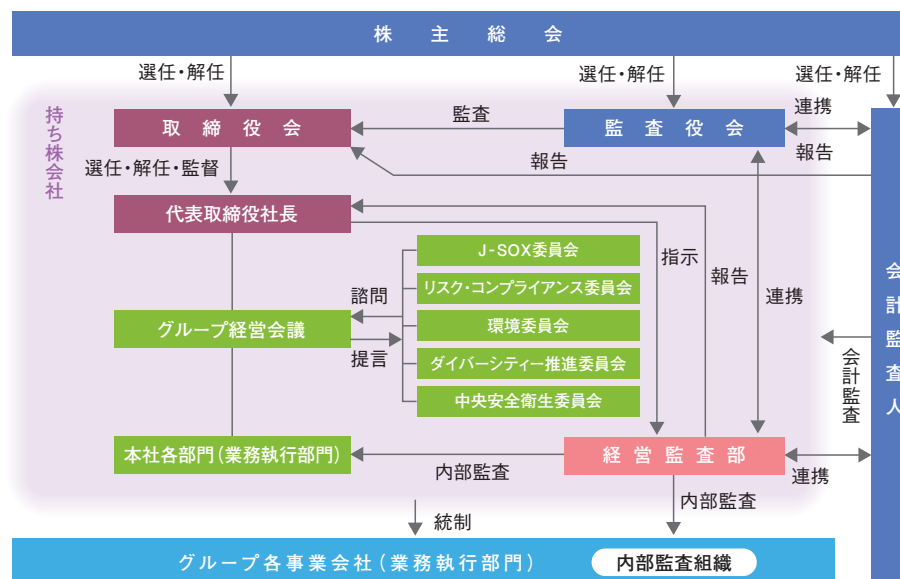 株主総会
選任・解任
選任・解任
選任・解任
持ち株会社
取締役会
監査
監査役会
連携
報告
報告
選任・解任・監督
代表取締役社長
指示
報告
連携
J-SOX委員会
リスク・コンプライアンス委員会
環境委員会
ダイバーシティー推進委員会
中央安全衛生委員会
諮問
グループ経営会議
提言
会計監査人
会計監査
本社各部門(業務執行部門)
内部監査
経営監査部
連携
内部監査
統制
グループ各事業会社(業務執行部門)
内部監査組織